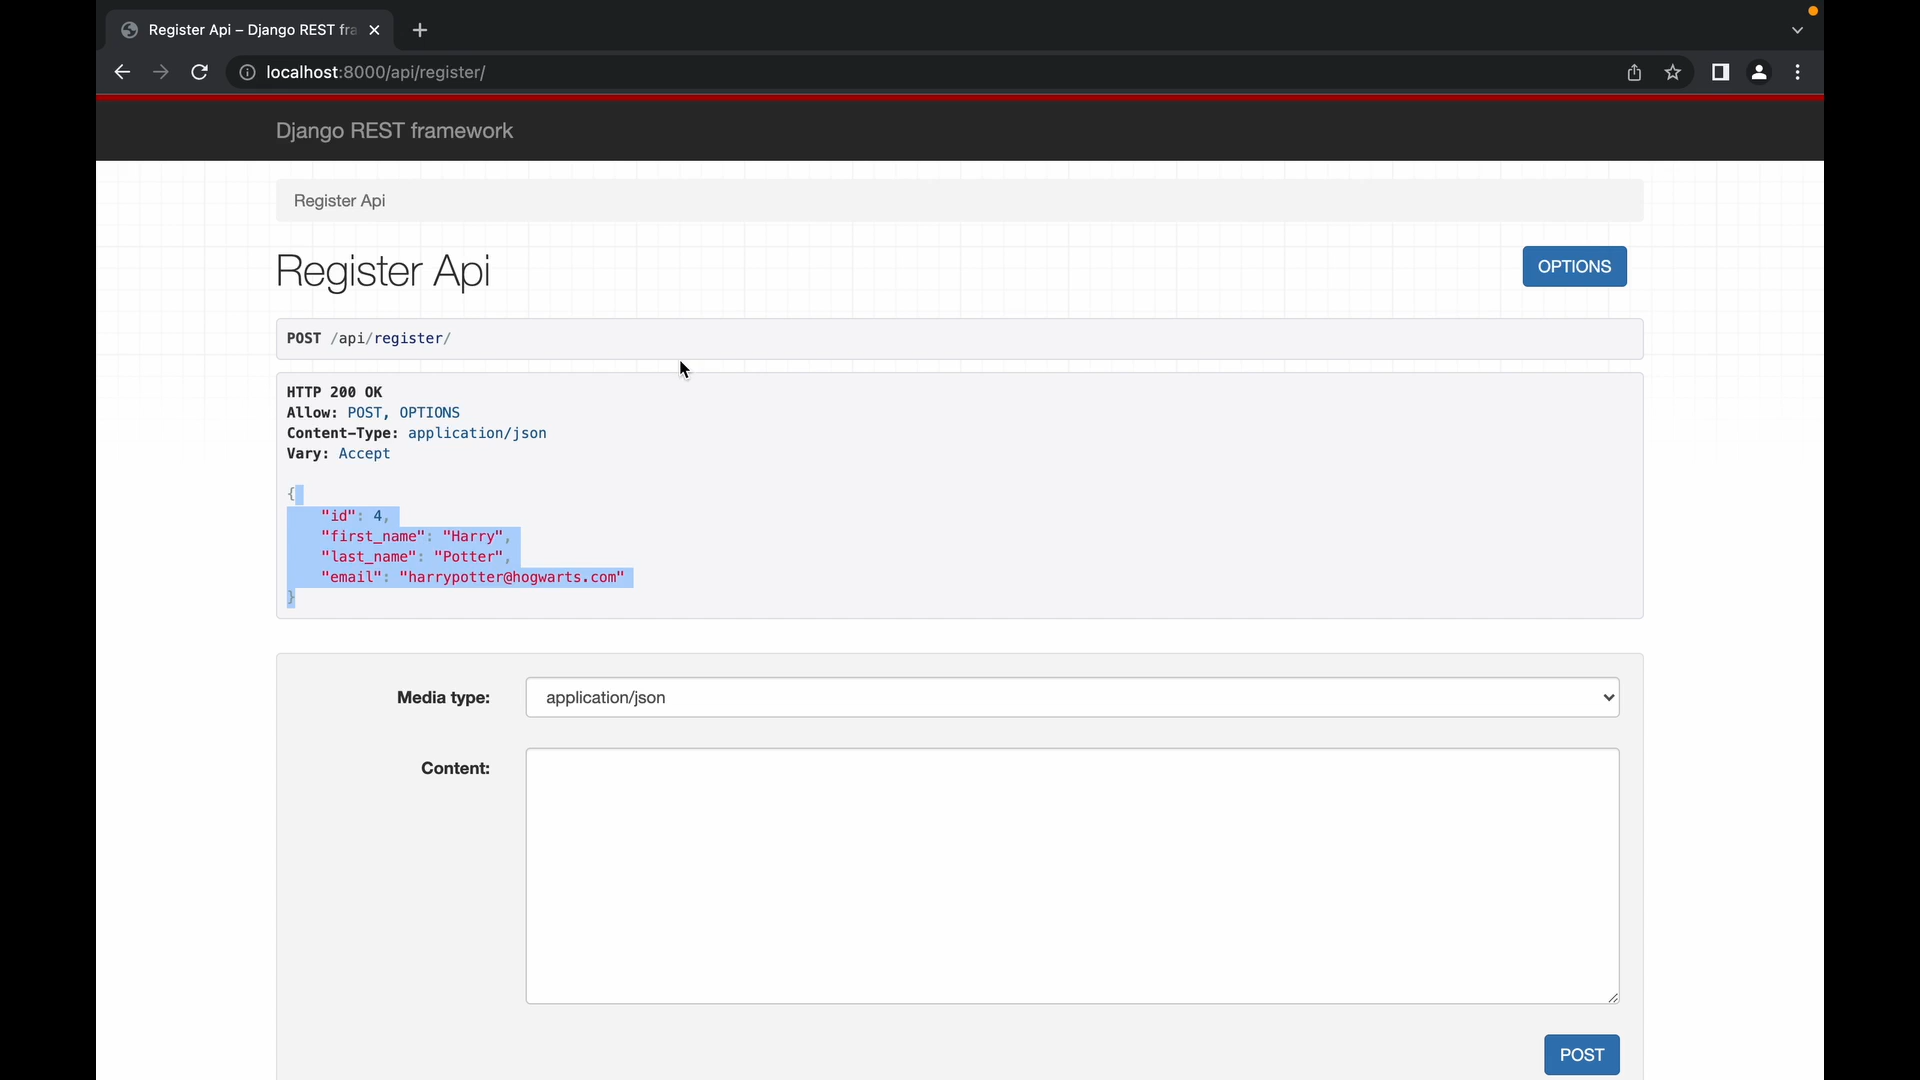 Register Api – Django REST fra
localhost:8000/api/register/
Django REST framework
Register Api
Register Api
OPTIONS
POST /api/register/
HTTP 200 OK
Allow: POST, OPTIONS
Content-Type: application/json
Vary: Accept
{
    "id": 4,
    "first_name": "Harry",
    "last_name": "Potter",
    "email": "harrypotter@hogwarts.com"
}
Media type:
application/json
Content:
POST